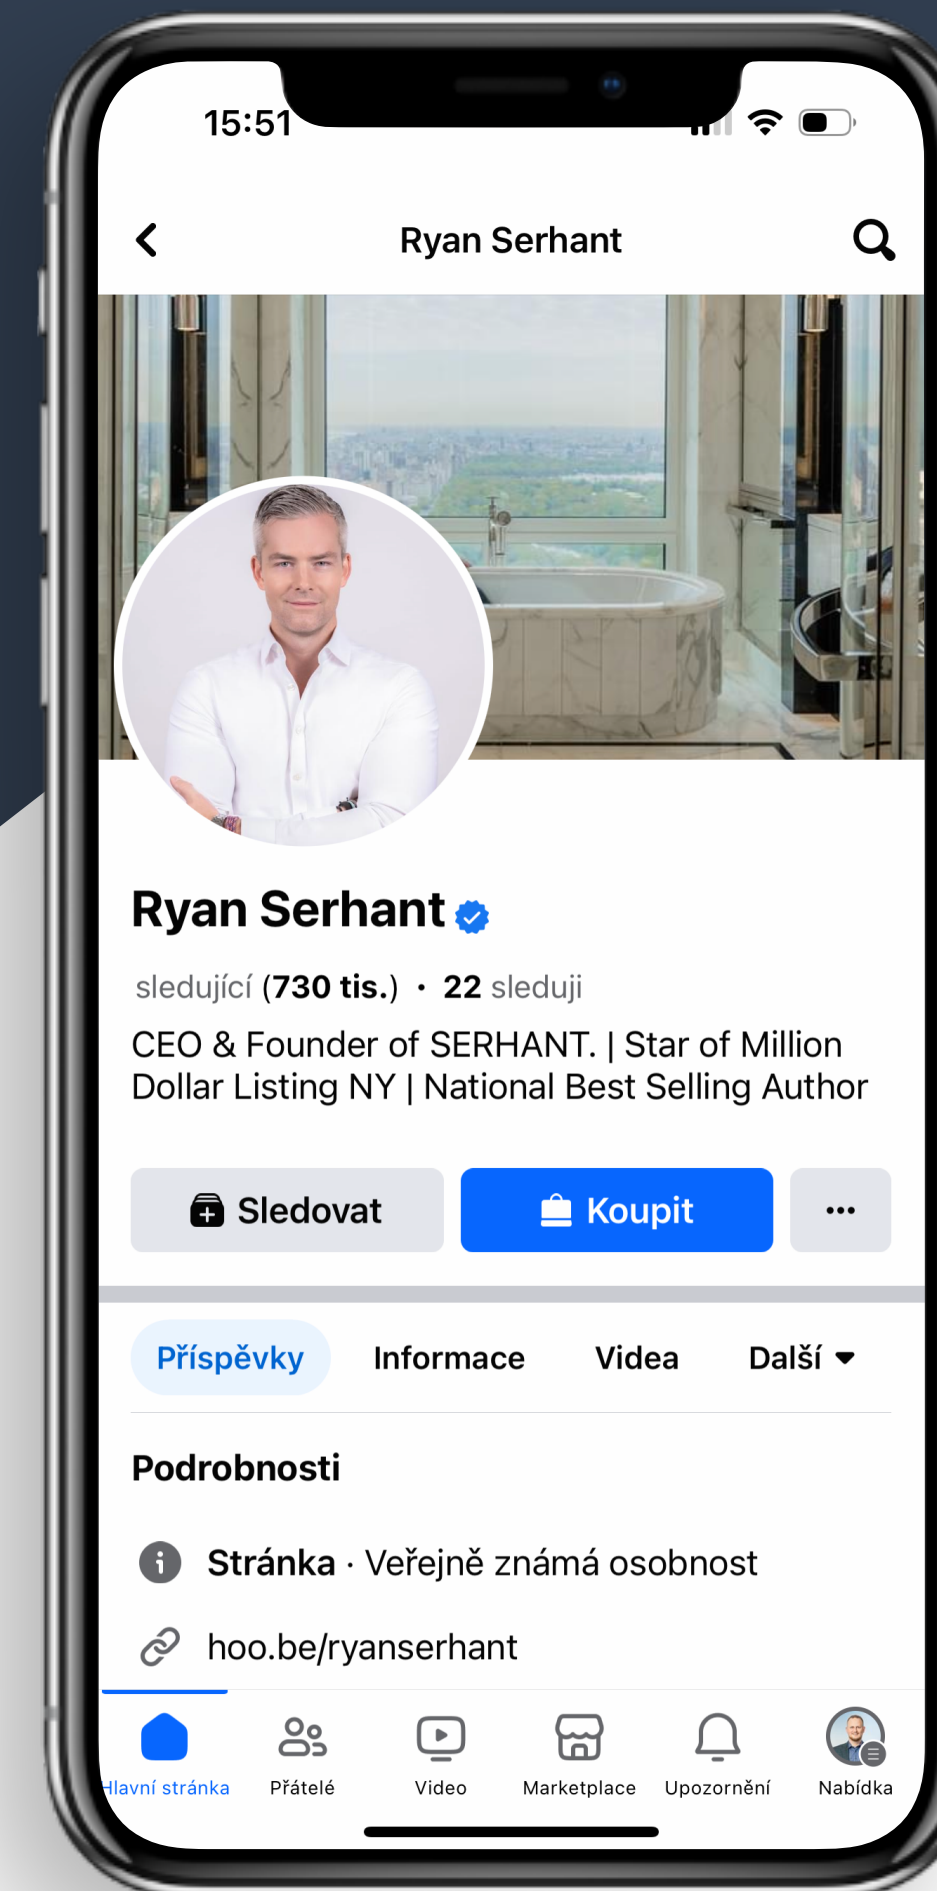 15:51
Ryan Serhant
Ryan Serhant
sledující (730 tis.) · 22 sleduji
CEO & Founder of SERHANT. | Star of Million
Dollar Listing NY | National Best Selling Author
Sledovat
Koupit
Příspěvky
Informace
Videa
Další
Podrobnosti
Stránka · Veřejně známá osobnost
hoo.be/ryanserhant
Hlavní stránka
Přátelé
Video
Marketplace
Upozornění
Nabídka